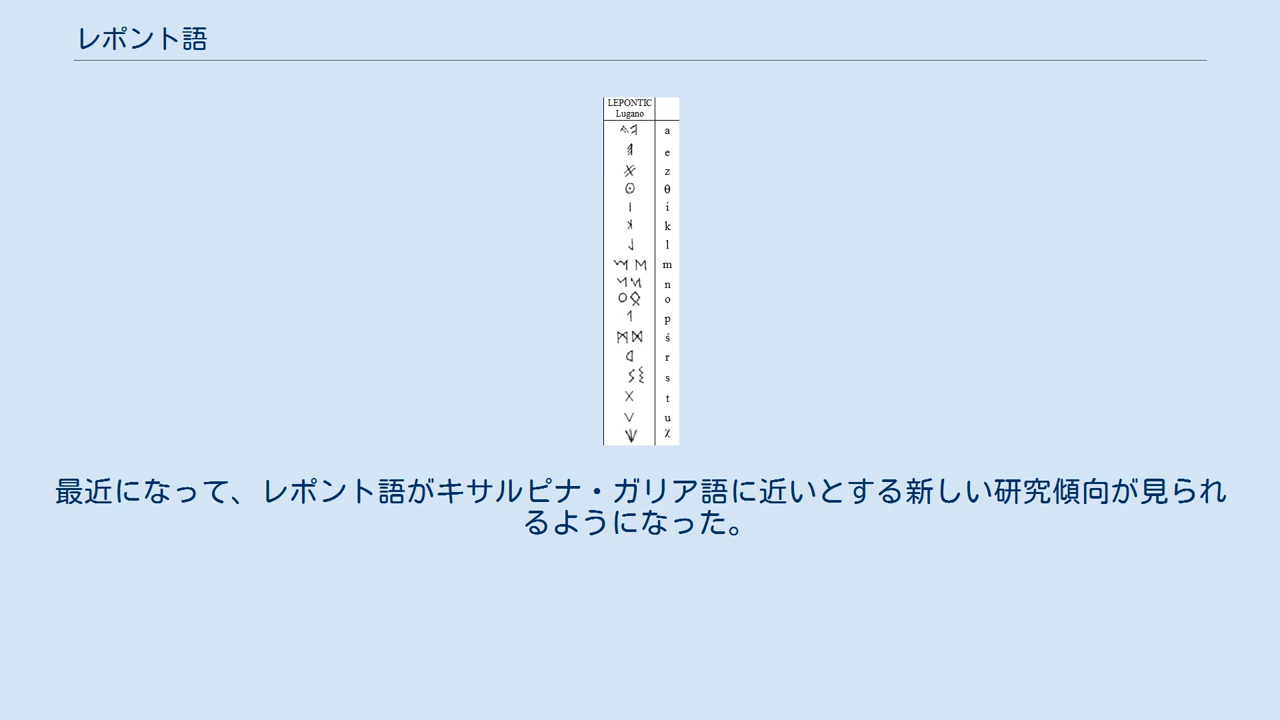 レポント語
LEPONTIC
Lugano
a
e
z
θ
i
k
l
m
n
o
p
ś
r
s
t
u
χ
最近になって、レポント語がキサルピナ・ガリア語に近いとする新しい研究傾向が見られ
るようになった。